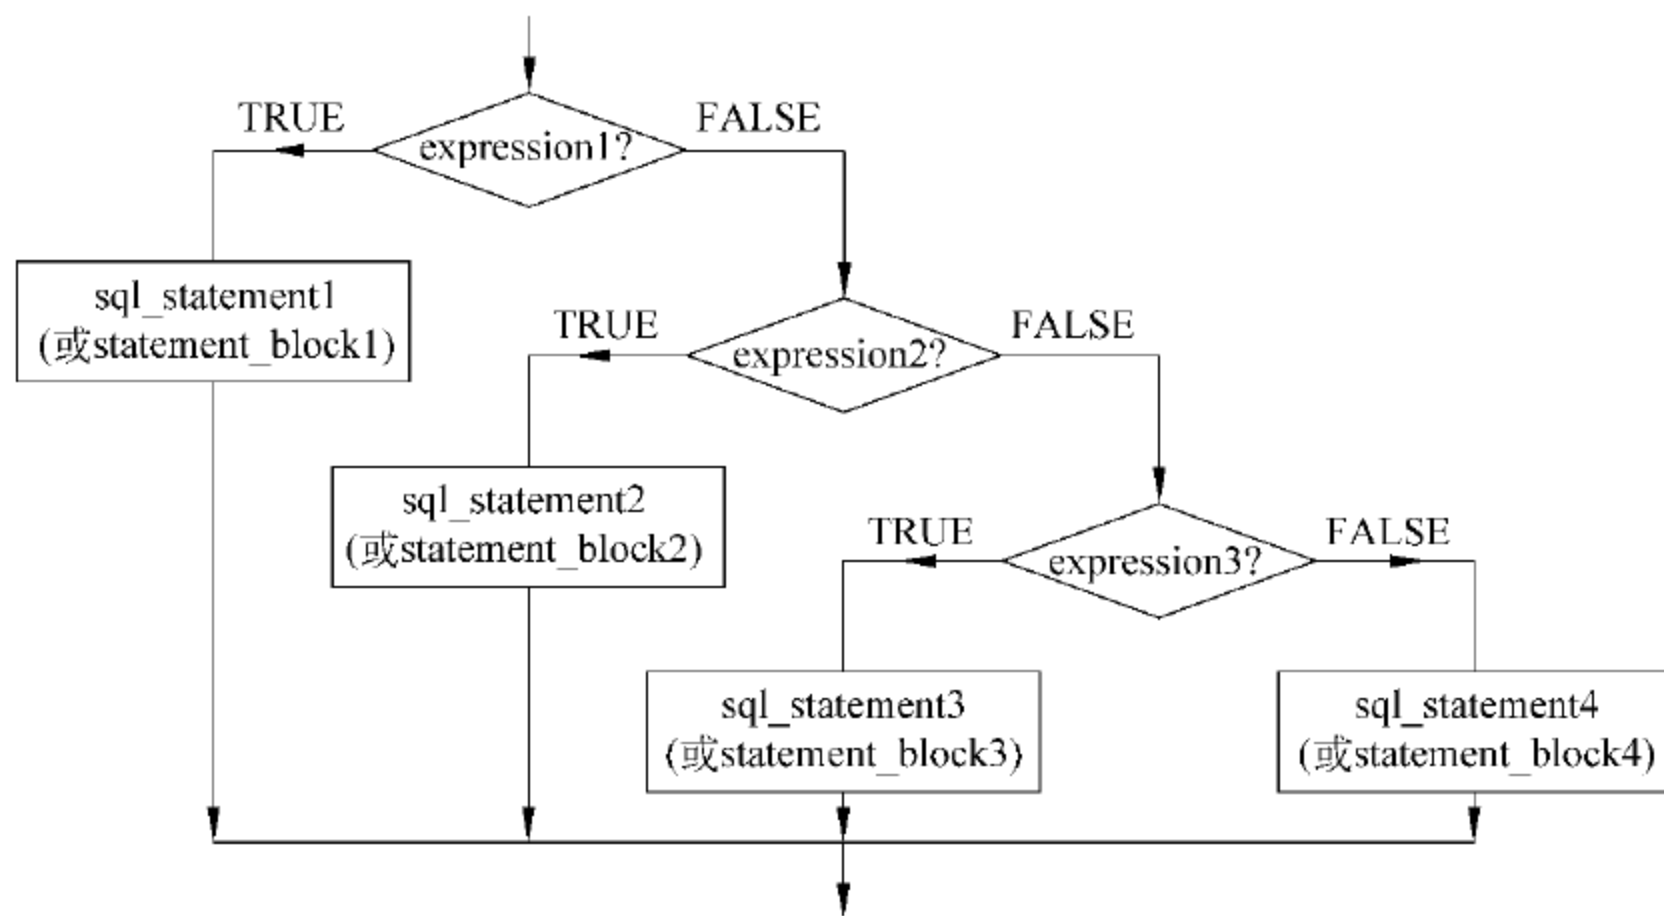 TRUE
FALSE
expression1?
sql_statement1
(或statement_block1)
TRUE
FALSE
expression2?
sql_statement2
(或statement_block2)
TRUE
FALSE
expression3?
sql_statement3
(或statement_block3)
sql_statement4
(或statement_block4)